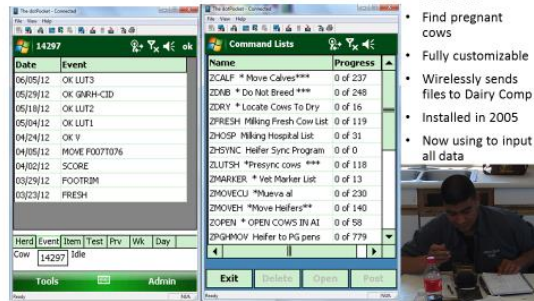 The dotPocket - Connected
File View Help
14297
ok
Date Event
06/05/12 OK LUT3
05/29/12 OK GNRH-CID
05/18/12 OK LUT2
05/04/12 OK LUT1
04/24/12 OK V
04/05/12 MOVE F007T076
04/02/12 SCORE
03/29/12 FOOTRIM
03/23/12 FRESH
Herd Event Item Test Prv Wk Day
Cow 14297 Idle
Tools Admin
Ready NUM
The dotPocket - Connected
File View Help
Command Lists
ok
Name Progress
ZCALF * Move Calves*** 0 of 237
ZDNB * Do Not Breed *** 0 of 248
ZDRY * Locate Cows To Dry 0 of 16
ZFRESH Milking Fresh Cow List 0 of 119
ZHOSP Milking Hospital List 0 of 31
ZHSYNC Heifer Sync Program 0 of 0
ZLUTSH *Presync cows *** 0 of 118
ZMARKER * Vet Marker List 0 of 13
ZMOVECU *Mueva al 0 of 230
ZMOVEH *Move Heifers** 0 of 140
ZOPEN * OPEN COWS IN AI 0 of 58
ZPGHMOV Heifer to PG pens 0 of 779
Exit Delete Open Post
Ready NUM
• Find pregnant
cows
• Fully customizable
• Wirelessly sends
files to Dairy Comp
• Installed in 2005
• Now using to input
all data